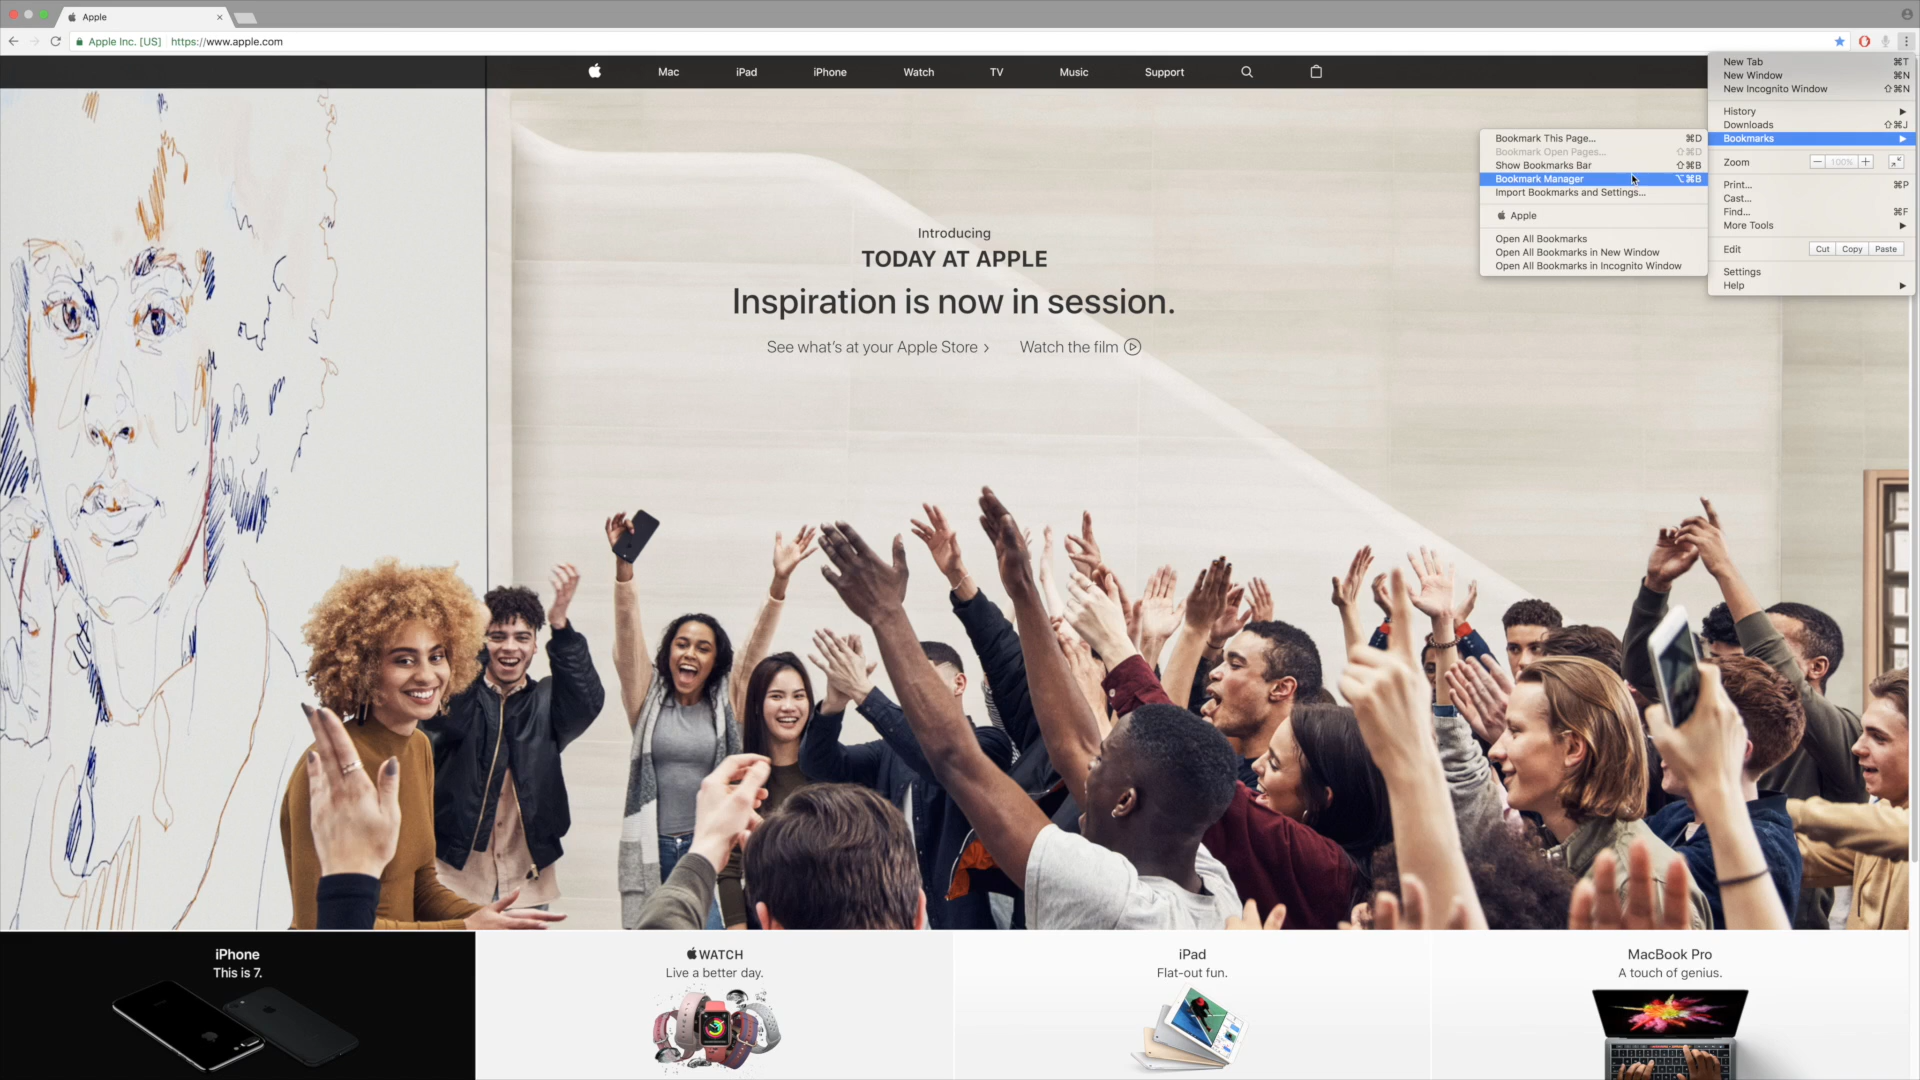 Apple
Apple Inc. [US] https://www.apple.com
Mac iPad iPhone Watch TV Music Support
New Tab ⌘T
New Window ⌘N
New Incognito Window ⇧⌘N
History
Downloads ⇧⌘J
Bookmarks
Zoom 100%
Print... ⌘P
Cast...
Find... ⌘F
More Tools
Edit Cut Copy Paste
Settings
Help
Bookmark This Page... ⌘D
Bookmark Open Pages... ⇧⌘D
Show Bookmarks Bar ⇧⌘B
Bookmark Manager ⌥⌘B
Import Bookmarks and Settings...
Apple
Open All Bookmarks
Open All Bookmarks in New Window
Open All Bookmarks in Incognito Window
Introducing
TODAY AT APPLE
Inspiration is now in session.
See what's at your Apple Store › Watch the film
iPhone
This is 7.
WATCH
Live a better day.
iPad
Flat-out fun.
MacBook Pro
A touch of genius.